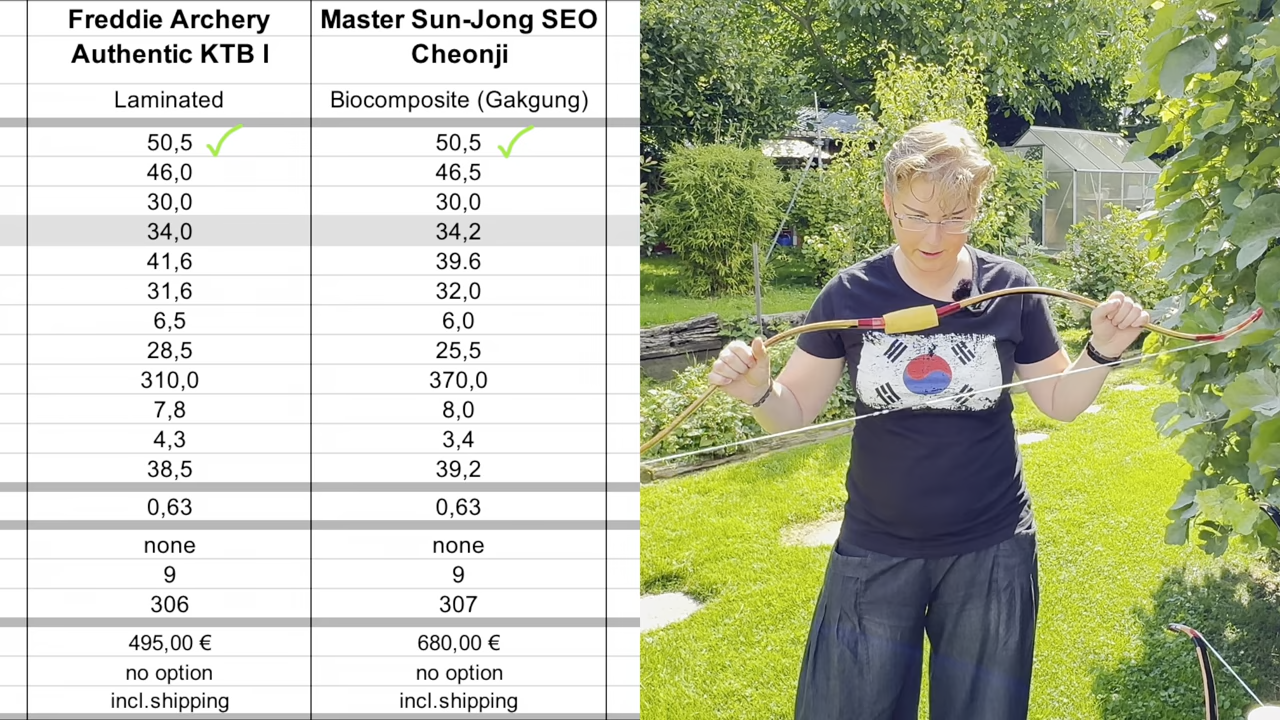 Freddie Archery Master Sun-Jong SEO
Authentic KTB I Cheonji
Laminated Biocomposite (Gakgung)
50,5 50,5
46,0 46,5
30,0 30,0
34,0 34,2
41,6 39.6
31,6 32,0
6,5 6,0
28,5 25,5
310,0 370,0
7,8 8,0
4,3 3,4
38,5 39,2
0,63 0,63
none none
9 9
306 307
495,00 € 680,00 €
no option no option
incl.shipping incl.shipping